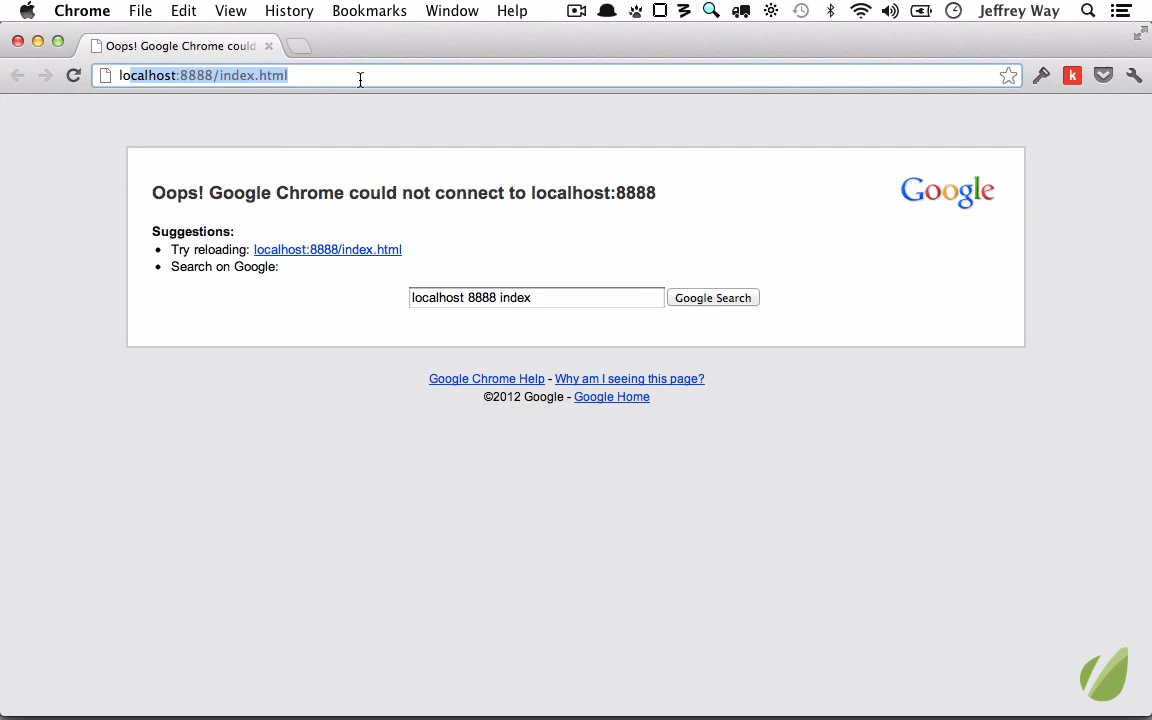 Chrome File Edit View History Bookmarks Window Help Jeffrey Way
Oops! Google Chrome could
localhost:8888/index.html
k
Oops! Google Chrome could not connect to localhost:8888
Google
Suggestions:
• Try reloading: localhost:8888/index.html
• Search on Google:
localhost 8888 index Google Search
Google Chrome Help - Why am I seeing this page?
©2012 Google - Google Home